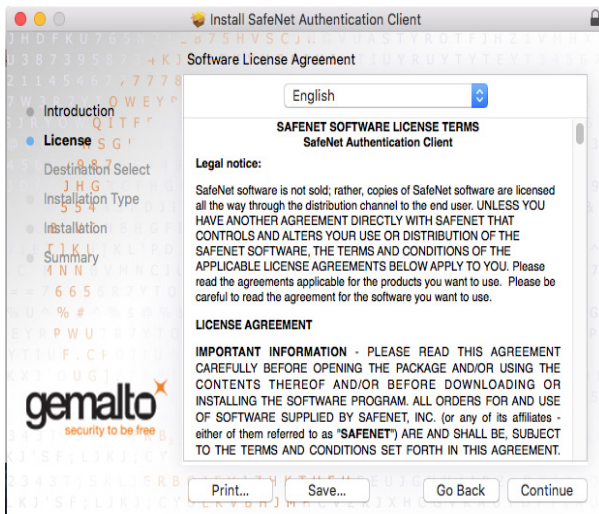 Install SafeNet Authentication Client
Software License Agreement
Introduction
License
Destination Select
Installation Type
Installation
Summary
English
SAFENET SOFTWARE LICENSE TERMS
SafeNet Authentication Client
Legal notice:
SafeNet software is not sold; rather, copies of SafeNet software are licensed
all the way through the distribution channel to the end user. UNLESS YOU
HAVE ANOTHER AGREEMENT DIRECTLY WITH SAFENET THAT
CONTROLS AND ALTERS YOUR USE OR DISTRIBUTION OF THE
SAFENET SOFTWARE, THE TERMS AND CONDITIONS OF THE
APPLICABLE LICENSE AGREEMENTS BELOW APPLY TO YOU. Please
read the agreements applicable for the products you want to use. Please be
careful to read the agreement for the software you want to use.
LICENSE AGREEMENT
IMPORTANT INFORMATION - PLEASE READ THIS AGREEMENT
CAREFULLY BEFORE OPENING THE PACKAGE AND/OR USING THE
CONTENTS THEREOF AND/OR BEFORE DOWNLOADING OR
INSTALLING THE SOFTWARE PROGRAM. ALL ORDERS FOR AND USE
OF SOFTWARE SUPPLIED BY SAFENET, INC. (or any of its affiliates -
either of them referred to as "SAFENET") ARE AND SHALL BE, SUBJECT
TO THE TERMS AND CONDITIONS SET FORTH IN THIS AGREEMENT.
gemalto
security to be free
Print...
Save...
Go Back
Continue